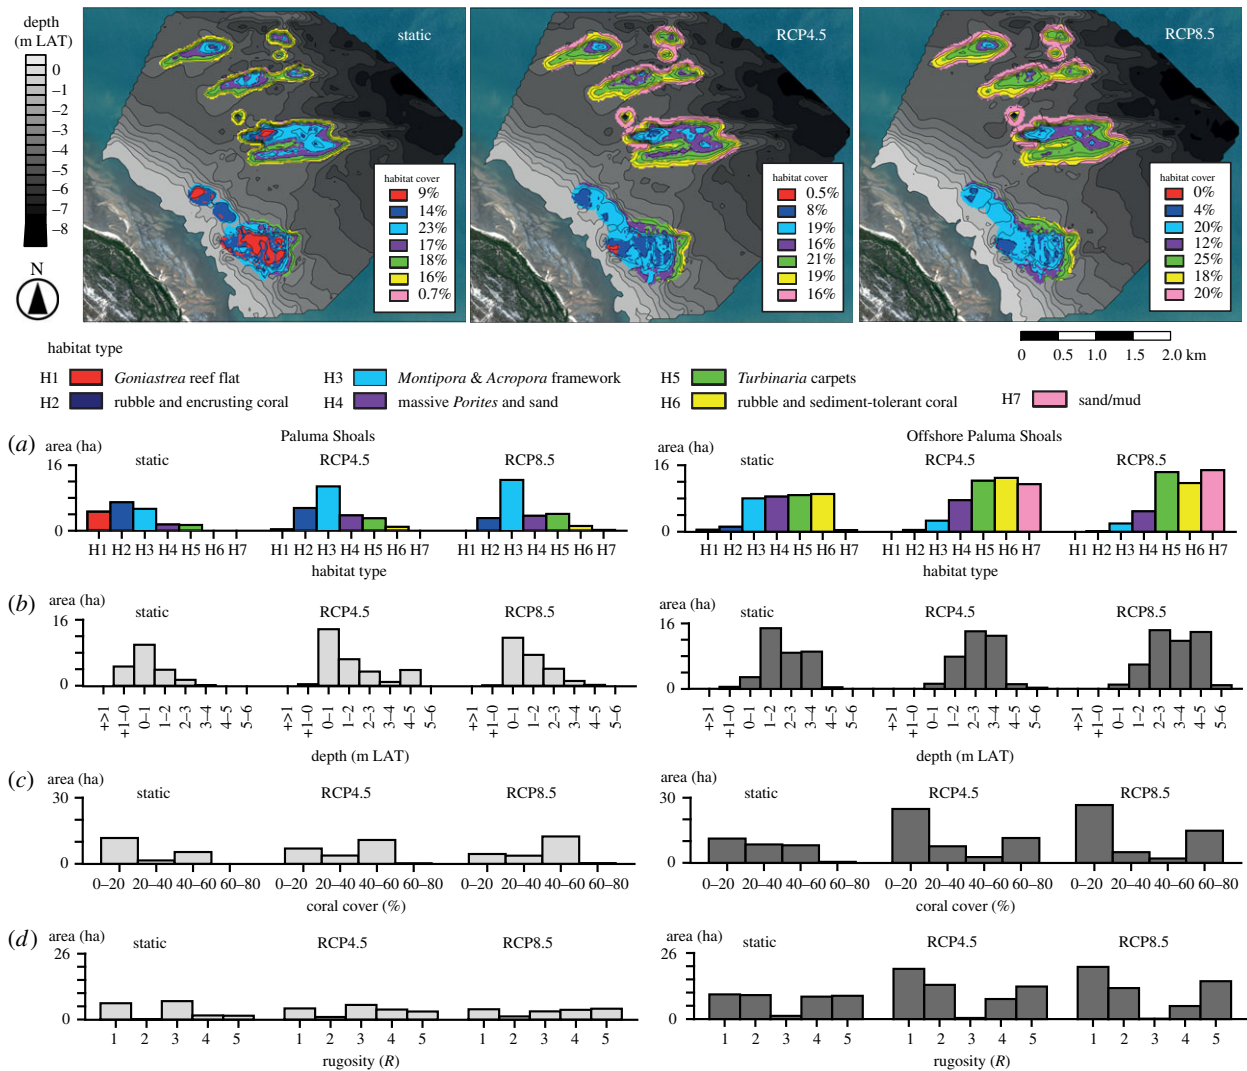 depth
(m LAT)
0
–1
–2
–3
–4
–5
–6
–7
–8
N
static
habitat cover
9%
14%
23%
17%
18%
16%
0.7%
RCP4.5
habitat cover
0.5%
8%
19%
16%
21%
19%
16%
RCP8.5
habitat cover
0%
4%
20%
12%
25%
18%
20%
0 0.5 1.0 1.5 2.0 km
habitat type
H1 Goniastrea reef flat
H2 rubble and encrusting coral
H3 Montipora & Acropora framework
H4 massive Porites and sand
H5 Turbinaria carpets
H6 rubble and sediment-tolerant coral
H7 sand/mud
(a) Paluma Shoals Offshore Paluma Shoals
area (ha) static RCP4.5 RCP8.5 area (ha) static RCP4.5 RCP8.5
16 16
0 0
H1 H2 H3 H4 H5 H6 H7 H1 H2 H3 H4 H5 H6 H7 H1 H2 H3 H4 H5 H6 H7 H1 H2 H3 H4 H5 H6 H7 H1 H2 H3 H4 H5 H6 H7 H1 H2 H3 H4 H5 H6 H7
habitat type habitat type
(b) area (ha) static RCP4.5 RCP8.5 area (ha) static RCP4.5 RCP8.5
16 16
0 0
+>1 +1–0 0–1 1–2 2–3 3–4 4–5 5–6 +>1 +1–0 0–1 1–2 2–3 3–4 4–5 5–6 +>1 +1–0 0–1 1–2 2–3 3–4 4–5 5–6 +>1 +1–0 0–1 1–2 2–3 3–4 4–5 5–6 +>1 +1–0 0–1 1–2 2–3 3–4 4–5 5–6 +>1 +1–0 0–1 1–2 2–3 3–4 4–5 5–6
depth (m LAT) depth (m LAT)
(c) area (ha) static RCP4.5 RCP8.5 area (ha) static RCP4.5 RCP8.5
30 30
0 0
0–20 20–40 40–60 60–80 0–20 20–40 40–60 60–80 0–20 20–40 40–60 60–80 0–20 20–40 40–60 60–80 0–20 20–40 40–60 60–80 0–20 20–40 40–60 60–80
coral cover (%) coral cover (%)
(d) area (ha) static RCP4.5 RCP8.5 area (ha) static RCP4.5 RCP8.5
26 26
0 0
1 2 3 4 5 1 2 3 4 5 1 2 3 4 5 1 2 3 4 5 1 2 3 4 5 1 2 3 4 5
rugosity (R) rugosity (R)